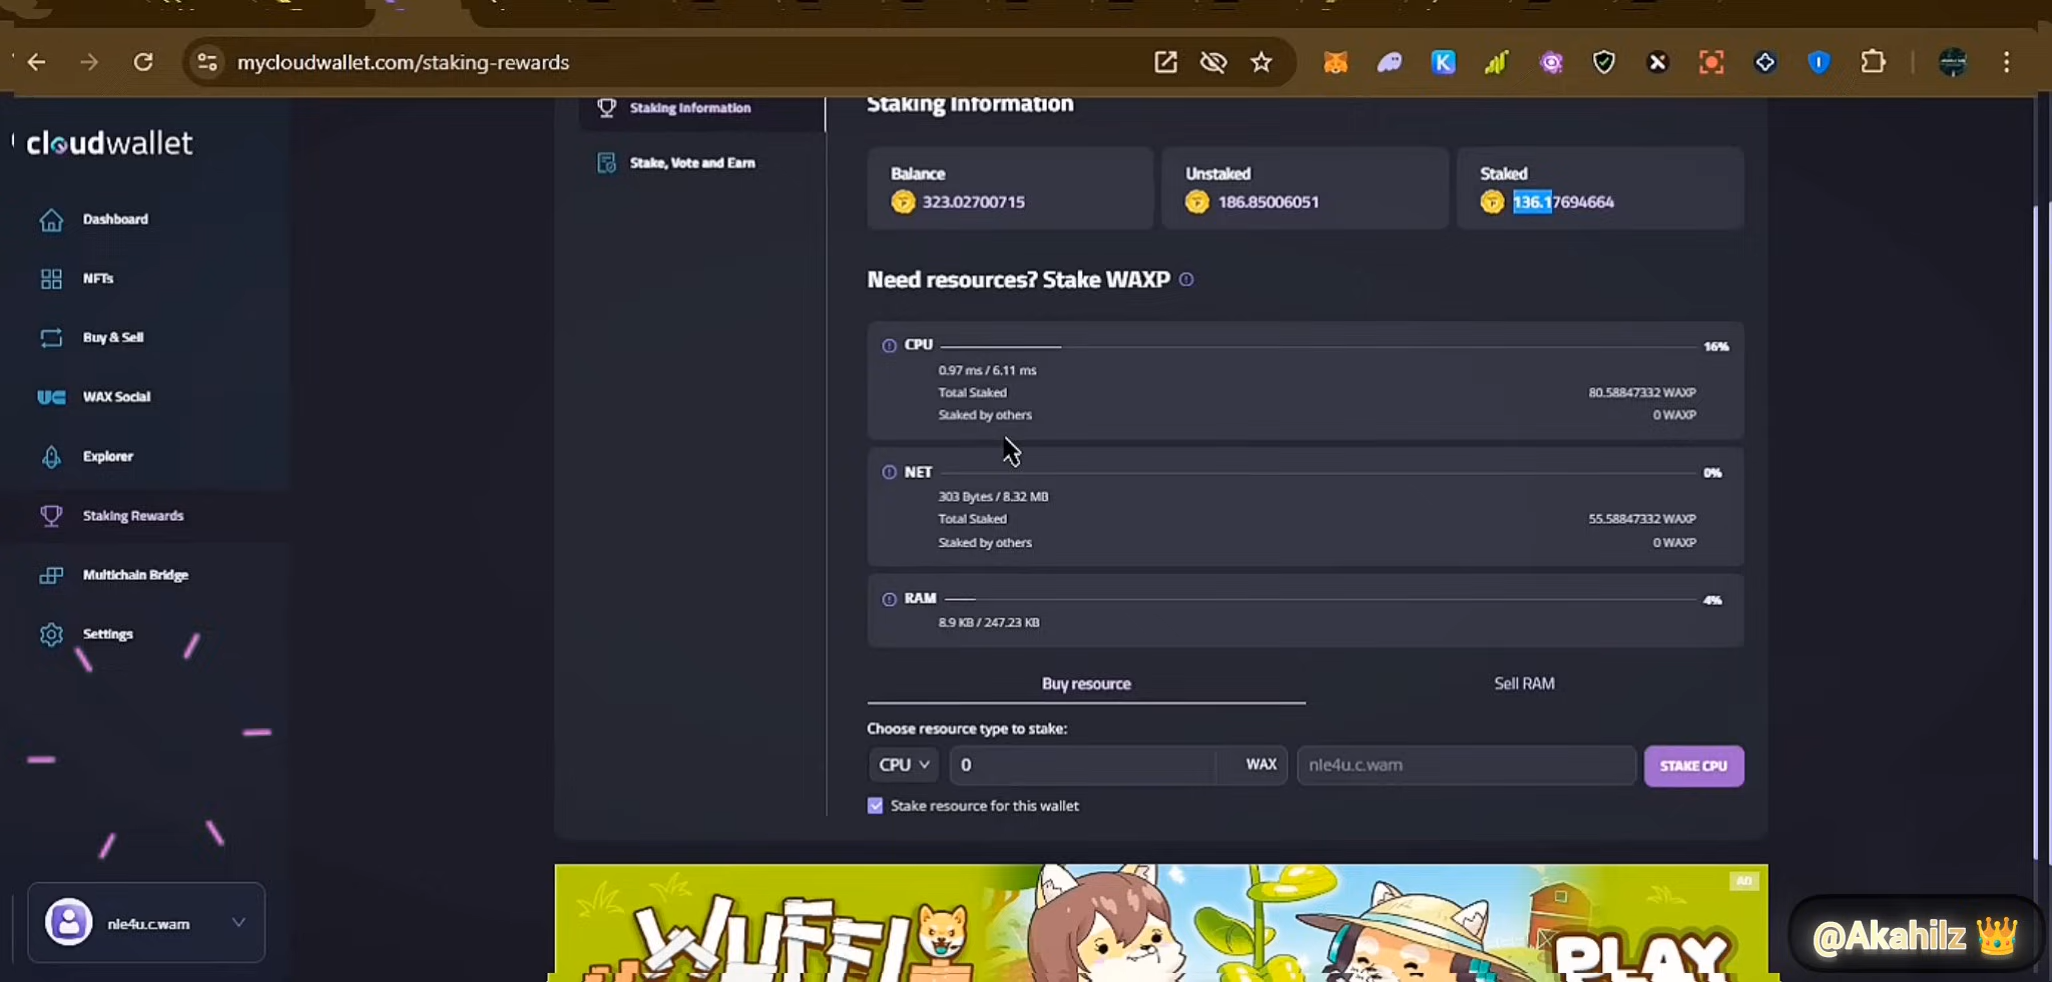 mycloudwallet.com/staking-rewards
cloudwallet
Dashboard
NFTs
Buy & Sell
WAX Social
Explorer
Staking Rewards
Multichain Bridge
Settings
nle4u.c.wam
Staking Information
Stake, Vote and Earn
Staking Information
Balance
323.02700715
Unstaked
186.85006051
Staked
136.17694664
Need resources? Stake WAXP
CPU
16%
0.97 ms / 6.11 ms
Total Staked
80.58847332 WAXP
Staked by others
0 WAXP
NET
0%
303 Bytes / 8.32 MB
Total Staked
55.58847332 WAXP
Staked by others
0 WAXP
RAM
4%
8.9 KB / 247.23 KB
Buy resource
Sell RAM
Choose resource type to stake:
CPU
0
WAX
nle4u.c.wam
STAKE CPU
Stake resource for this wallet
AD
PLAY
@Akahilz